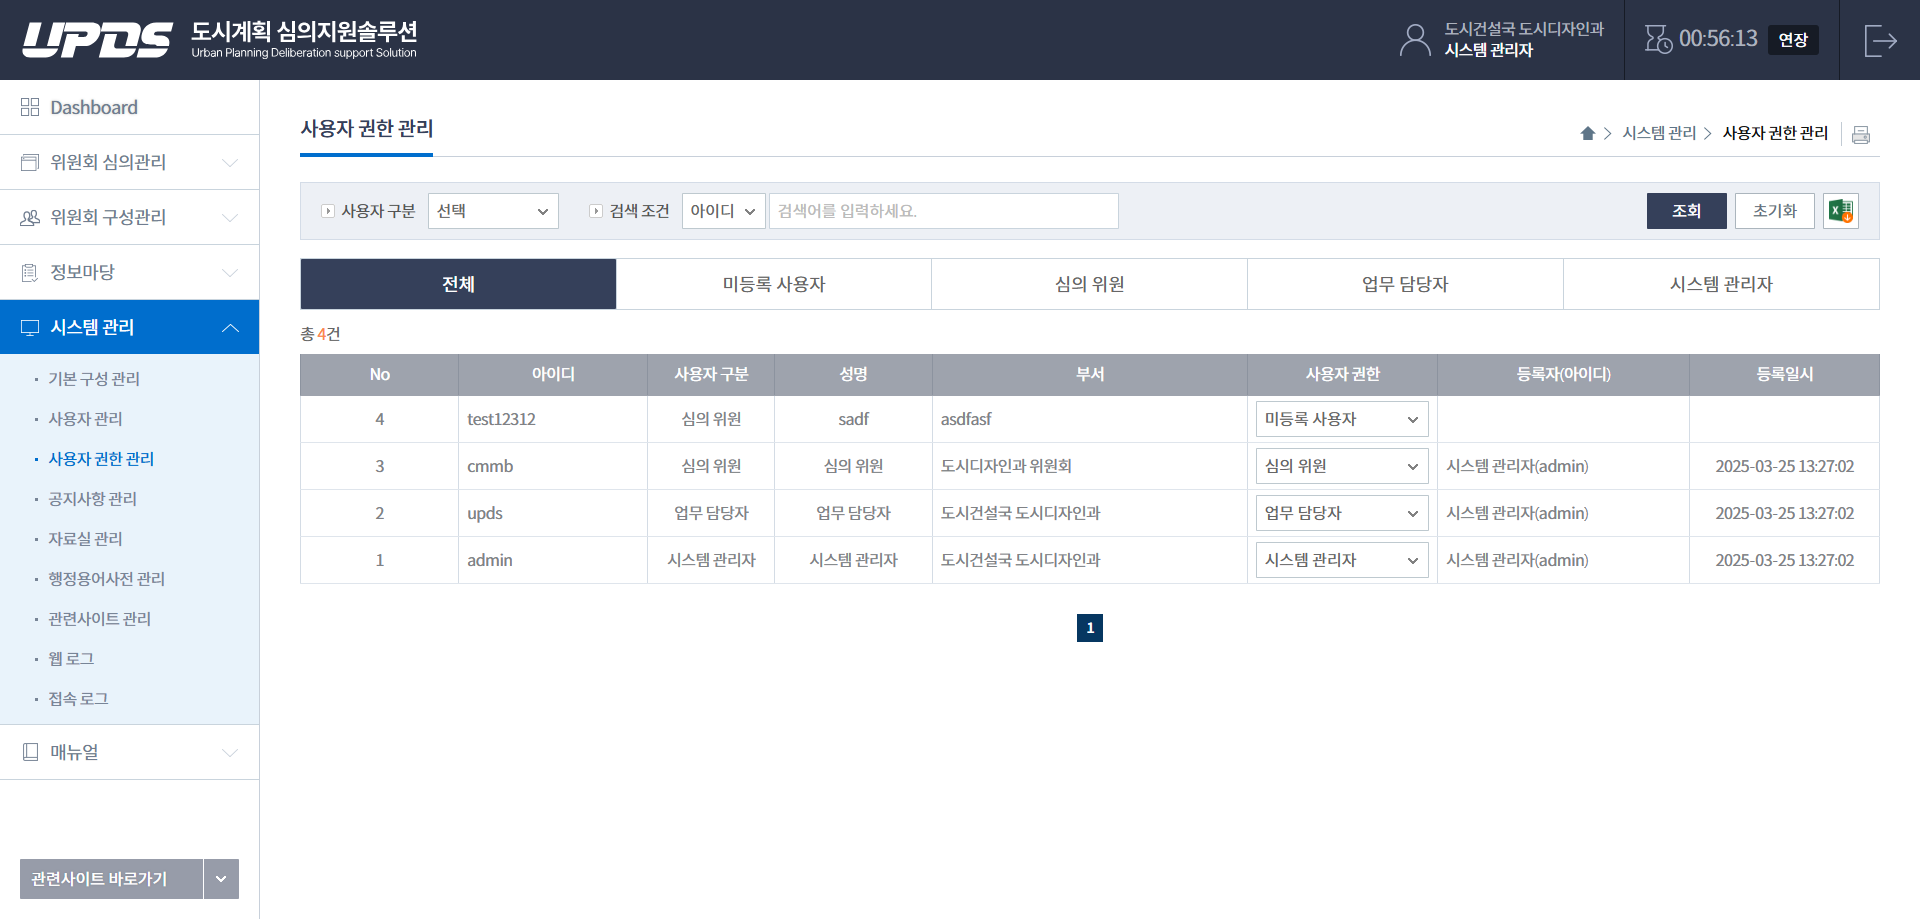 UPDS 도시계획 심의지원솔루션
Urban Planning Deliberation support Solution
도시건설국 도시디자인과
시스템 관리자
00:56:13 연장
Dashboard
위원회 심의관리
위원회 구성관리
정보마당
시스템 관리
기본 구성 관리
사용자 관리
사용자 권한 관리
공지사항 관리
자료실 관리
행정용어사전 관리
관련사이트 관리
웹 로그
접속 로그
매뉴얼
관련사이트 바로가기
사용자 권한 관리
시스템 관리 사용자 권한 관리
사용자 구분 선택 검색 조건 아이디 검색어를 입력하세요. 조회 초기화
전체 미등록 사용자 심의 위원 업무 담당자 시스템 관리자
총 4건
No 아이디 사용자 구분 성명 부서 사용자 권한 등록자(아이디) 등록일시
4 test12312 심의 위원 sadf asdfasf 미등록 사용자
3 cmmb 심의 위원 심의 위원 도시디자인과 위원회 심의 위원 시스템 관리자(admin) 2025-03-25 13:27:02
2 upds 업무 담당자 업무 담당자 도시건설국 도시디자인과 업무 담당자 시스템 관리자(admin) 2025-03-25 13:27:02
1 admin 시스템 관리자 시스템 관리자 도시건설국 도시디자인과 시스템 관리자 시스템 관리자(admin) 2025-03-25 13:27:02
1